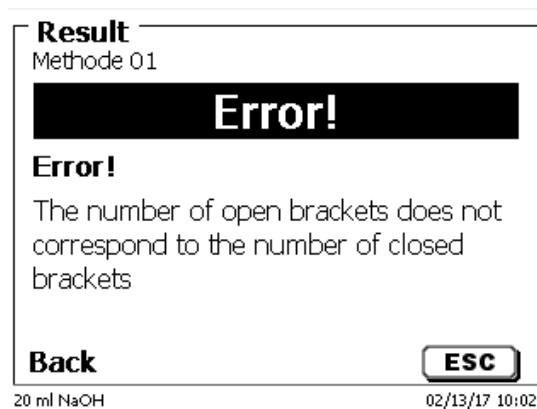 Result
Methode 01
Error!
Error!
The number of open brackets does not
correspond to the number of closed
brackets
Back ESC
20 ml NaOH 02/13/17 10:02